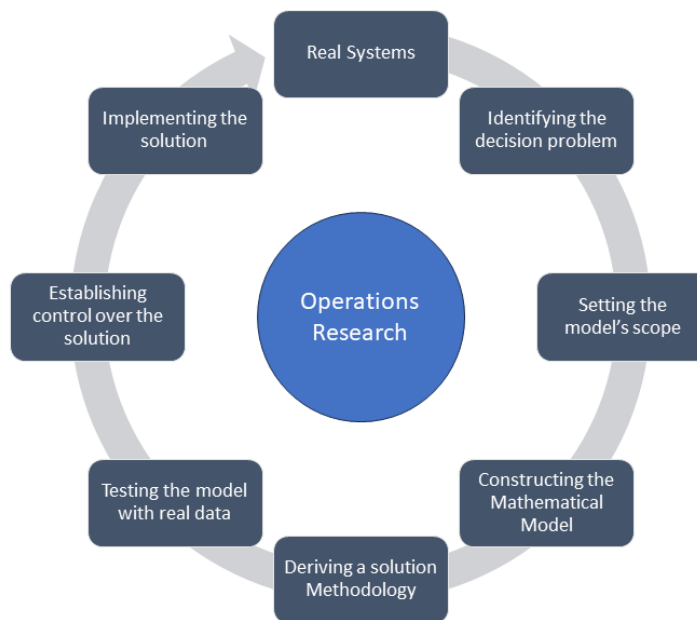 Real Systems
Identifying the
decision problem
Setting the
model's scope
Constructing the
Mathematical
Model
Deriving a solution
Methodology
Testing the model
with real data
Establishing
control over the
solution
Implementing the
solution
Operations
Research